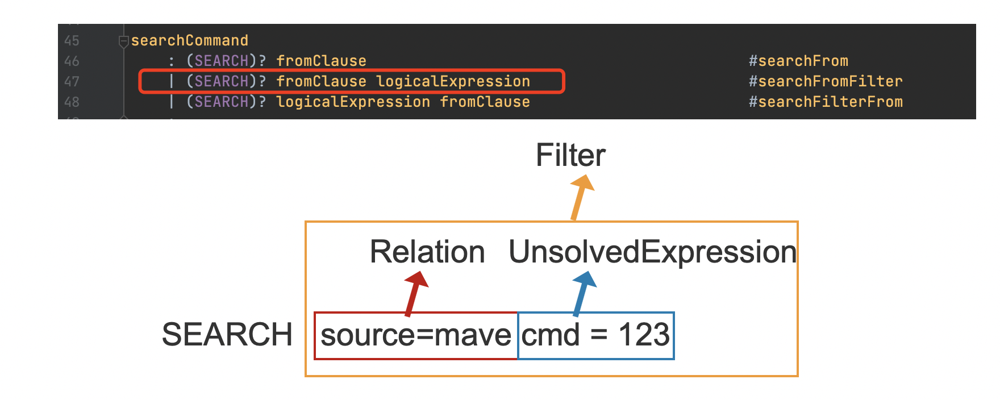 45 searchCommand
46 : (SEARCH)? fromClause #searchFrom
47 | (SEARCH)? fromClause logicalExpression #searchFromFilter
48 | (SEARCH)? logicalExpression fromClause #searchFilterFrom
Filter
Relation UnsolvedExpression
SEARCH source=mave cmd = 123